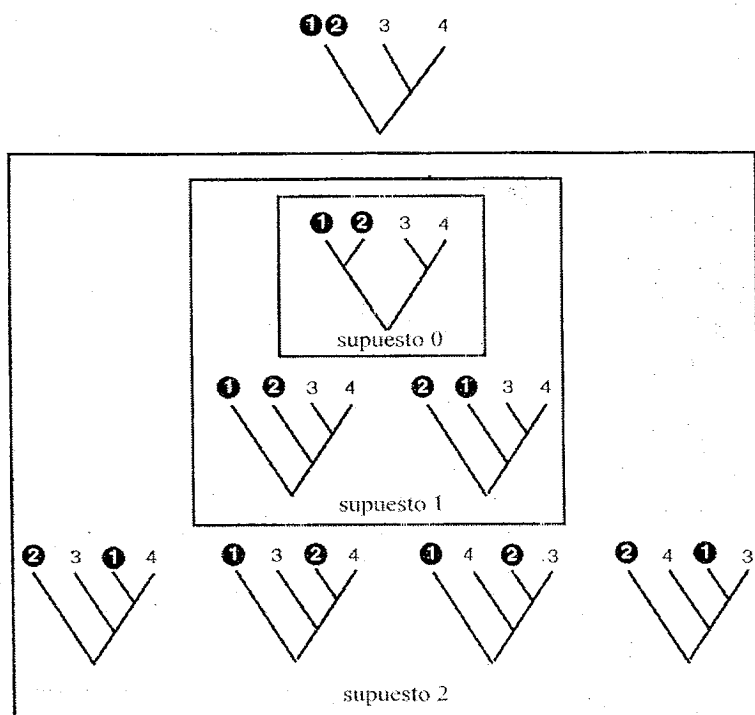 1 2 3 4
1 2 3 4
supuesto 0
1 2 3 4 2 1 3 4
supuesto 1
2 3 1 4 1 3 2 4 1 4 2 3 2 4 1 3
supuesto 2